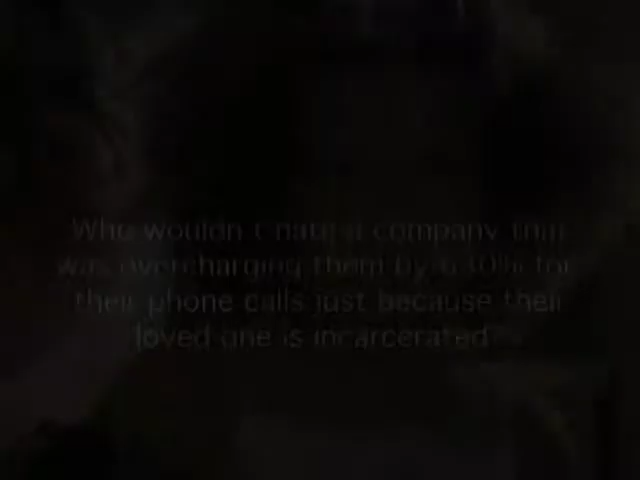 Who wouldn't hate a company that
was overcharging them by for
their phone calls just because their
loved one is incarcerated?